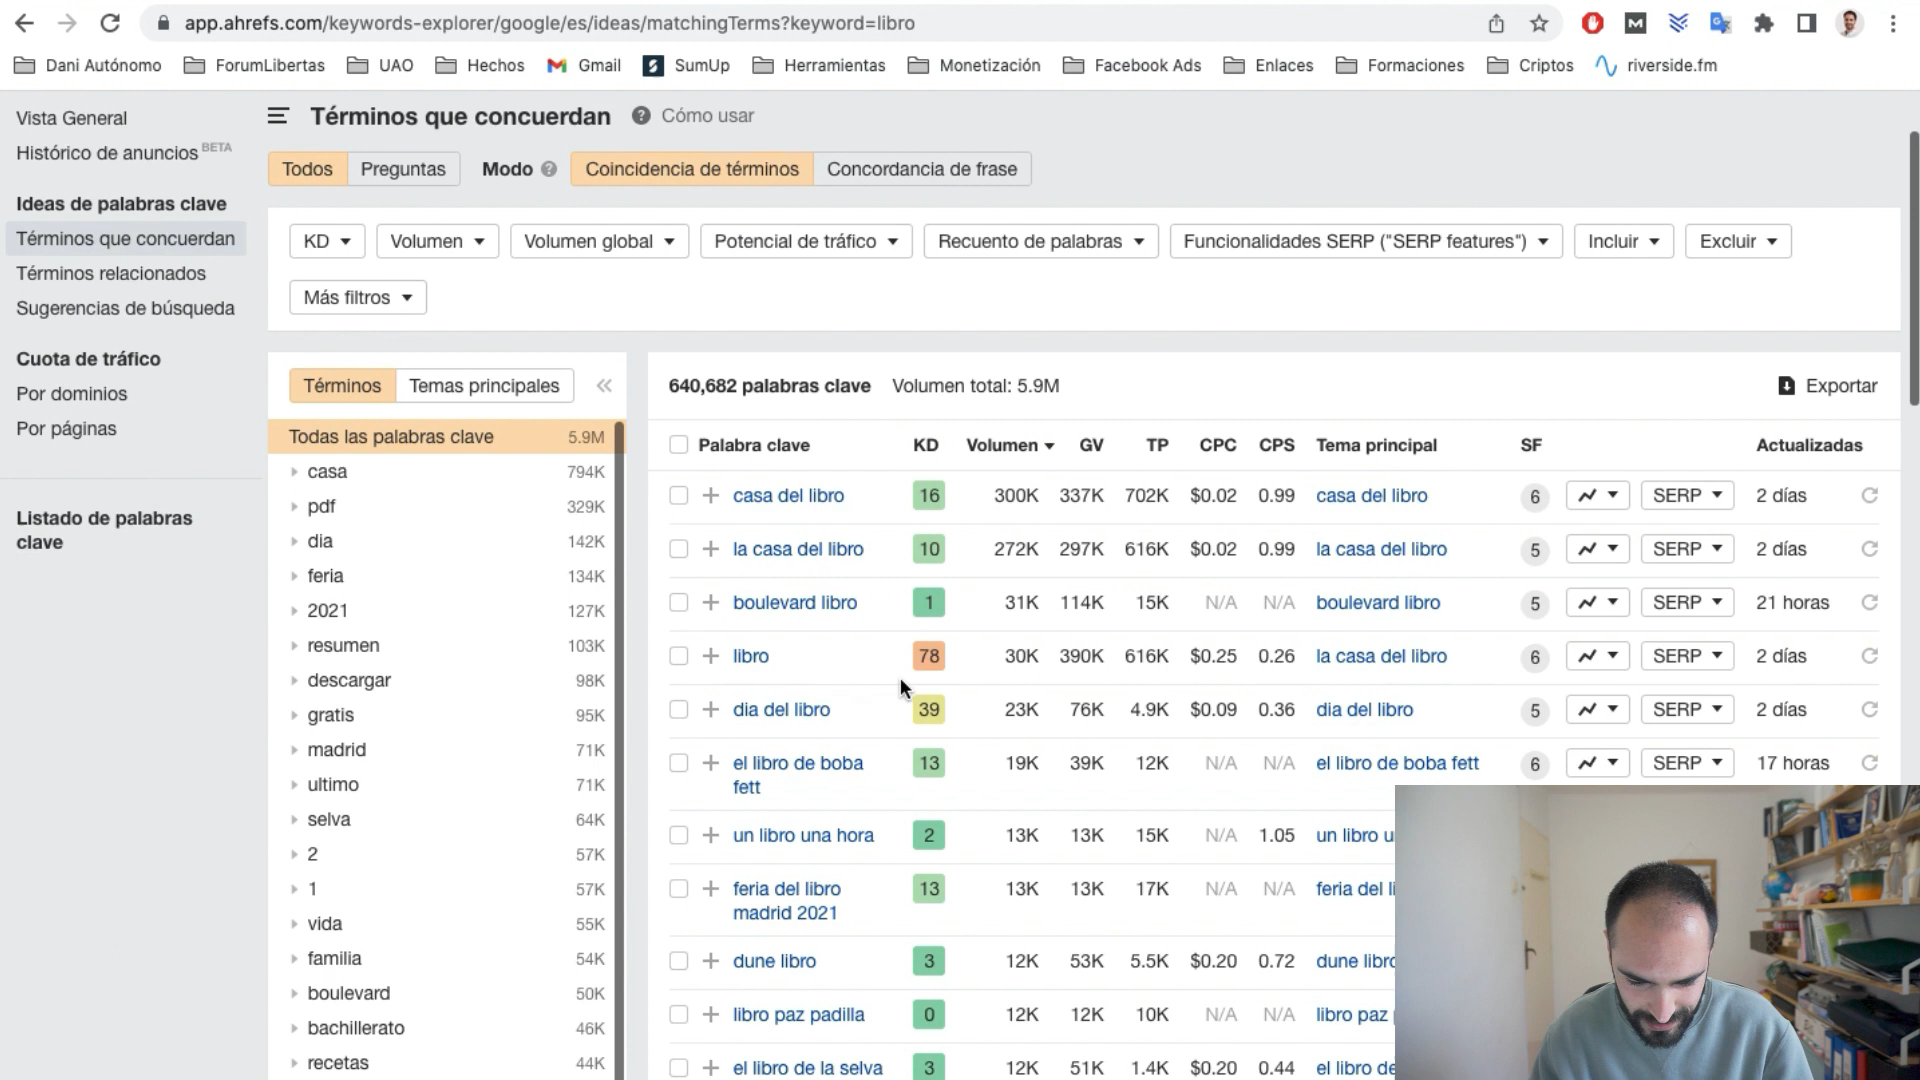 app.ahrefs.com/keywords-explorer/google/es/ideas/matchingTerms?keyword=libro
Dani Autónomo ForumLibertas UAO Hechos Gmail SumUp Herramientas Monetización Facebook Ads Enlaces Formaciones Criptos riverside.fm
Vista General
Histórico de anuncios BETA
Ideas de palabras clave
Términos que concuerdan
Términos relacionados
Sugerencias de búsqueda
Cuota de tráfico
Por dominios
Por páginas
Listado de palabras
clave
Términos que concuerdan ? Cómo usar
Todos Preguntas Modo ? Coincidencia de términos Concordancia de frase
KD Volumen Volumen global Potencial de tráfico Recuento de palabras Funcionalidades SERP ("SERP features") Incluir Excluir
Más filtros
Términos Temas principales «
Todas las palabras clave 5.9M
casa 794K
pdf 329K
dia 142K
feria 134K
2021 127K
resumen 103K
descargar 98K
gratis 95K
madrid 71K
ultimo 71K
selva 64K
2 57K
1 57K
vida 55K
familia 54K
boulevard 50K
bachillerato 46K
recetas 44K
640,682 palabras clave Volumen total: 5.9M Exportar
Palabra clave KD Volumen GV TP CPC CPS Tema principal SF Actualizadas
casa del libro 16 300K 337K 702K $0.02 0.99 casa del libro 6 SERP 2 días
la casa del libro 10 272K 297K 616K $0.02 0.99 la casa del libro 5 SERP 2 días
boulevard libro 1 31K 114K 15K N/A N/A boulevard libro 5 SERP 21 horas
libro 78 30K 390K 616K $0.25 0.26 la casa del libro 6 SERP 2 días
dia del libro 39 23K 76K 4.9K $0.09 0.36 dia del libro 5 SERP 2 días
el libro de boba 13 19K 39K 12K N/A N/A el libro de boba fett 6 SERP 17 horas
fett
un libro una hora 2 13K 13K 15K N/A 1.05 un libro u
feria del libro 13 13K 13K 17K N/A N/A feria del li
madrid 2021
dune libro 3 12K 53K 5.5K $0.20 0.72 dune libro
libro paz padilla 0 12K 12K 10K N/A N/A libro paz
el libro de la selva 3 12K 51K 1.4K $0.20 0.44 el libro de